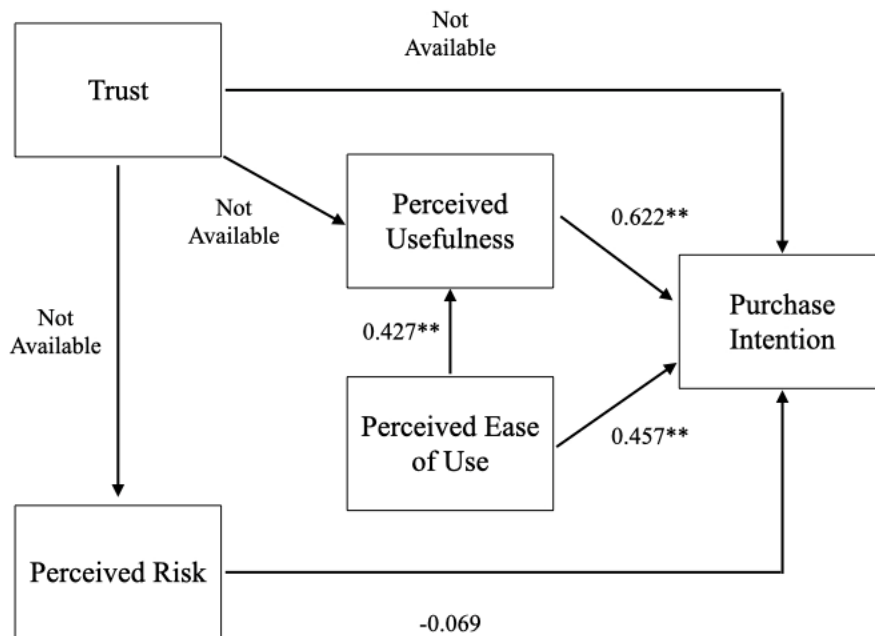 Not
Available
Trust
Not
Available
Perceived
Usefulness
0.622**
Purchase
Intention
Not
Available
0.427**
Perceived Ease
of Use
0.457**
Perceived Risk
-0.069